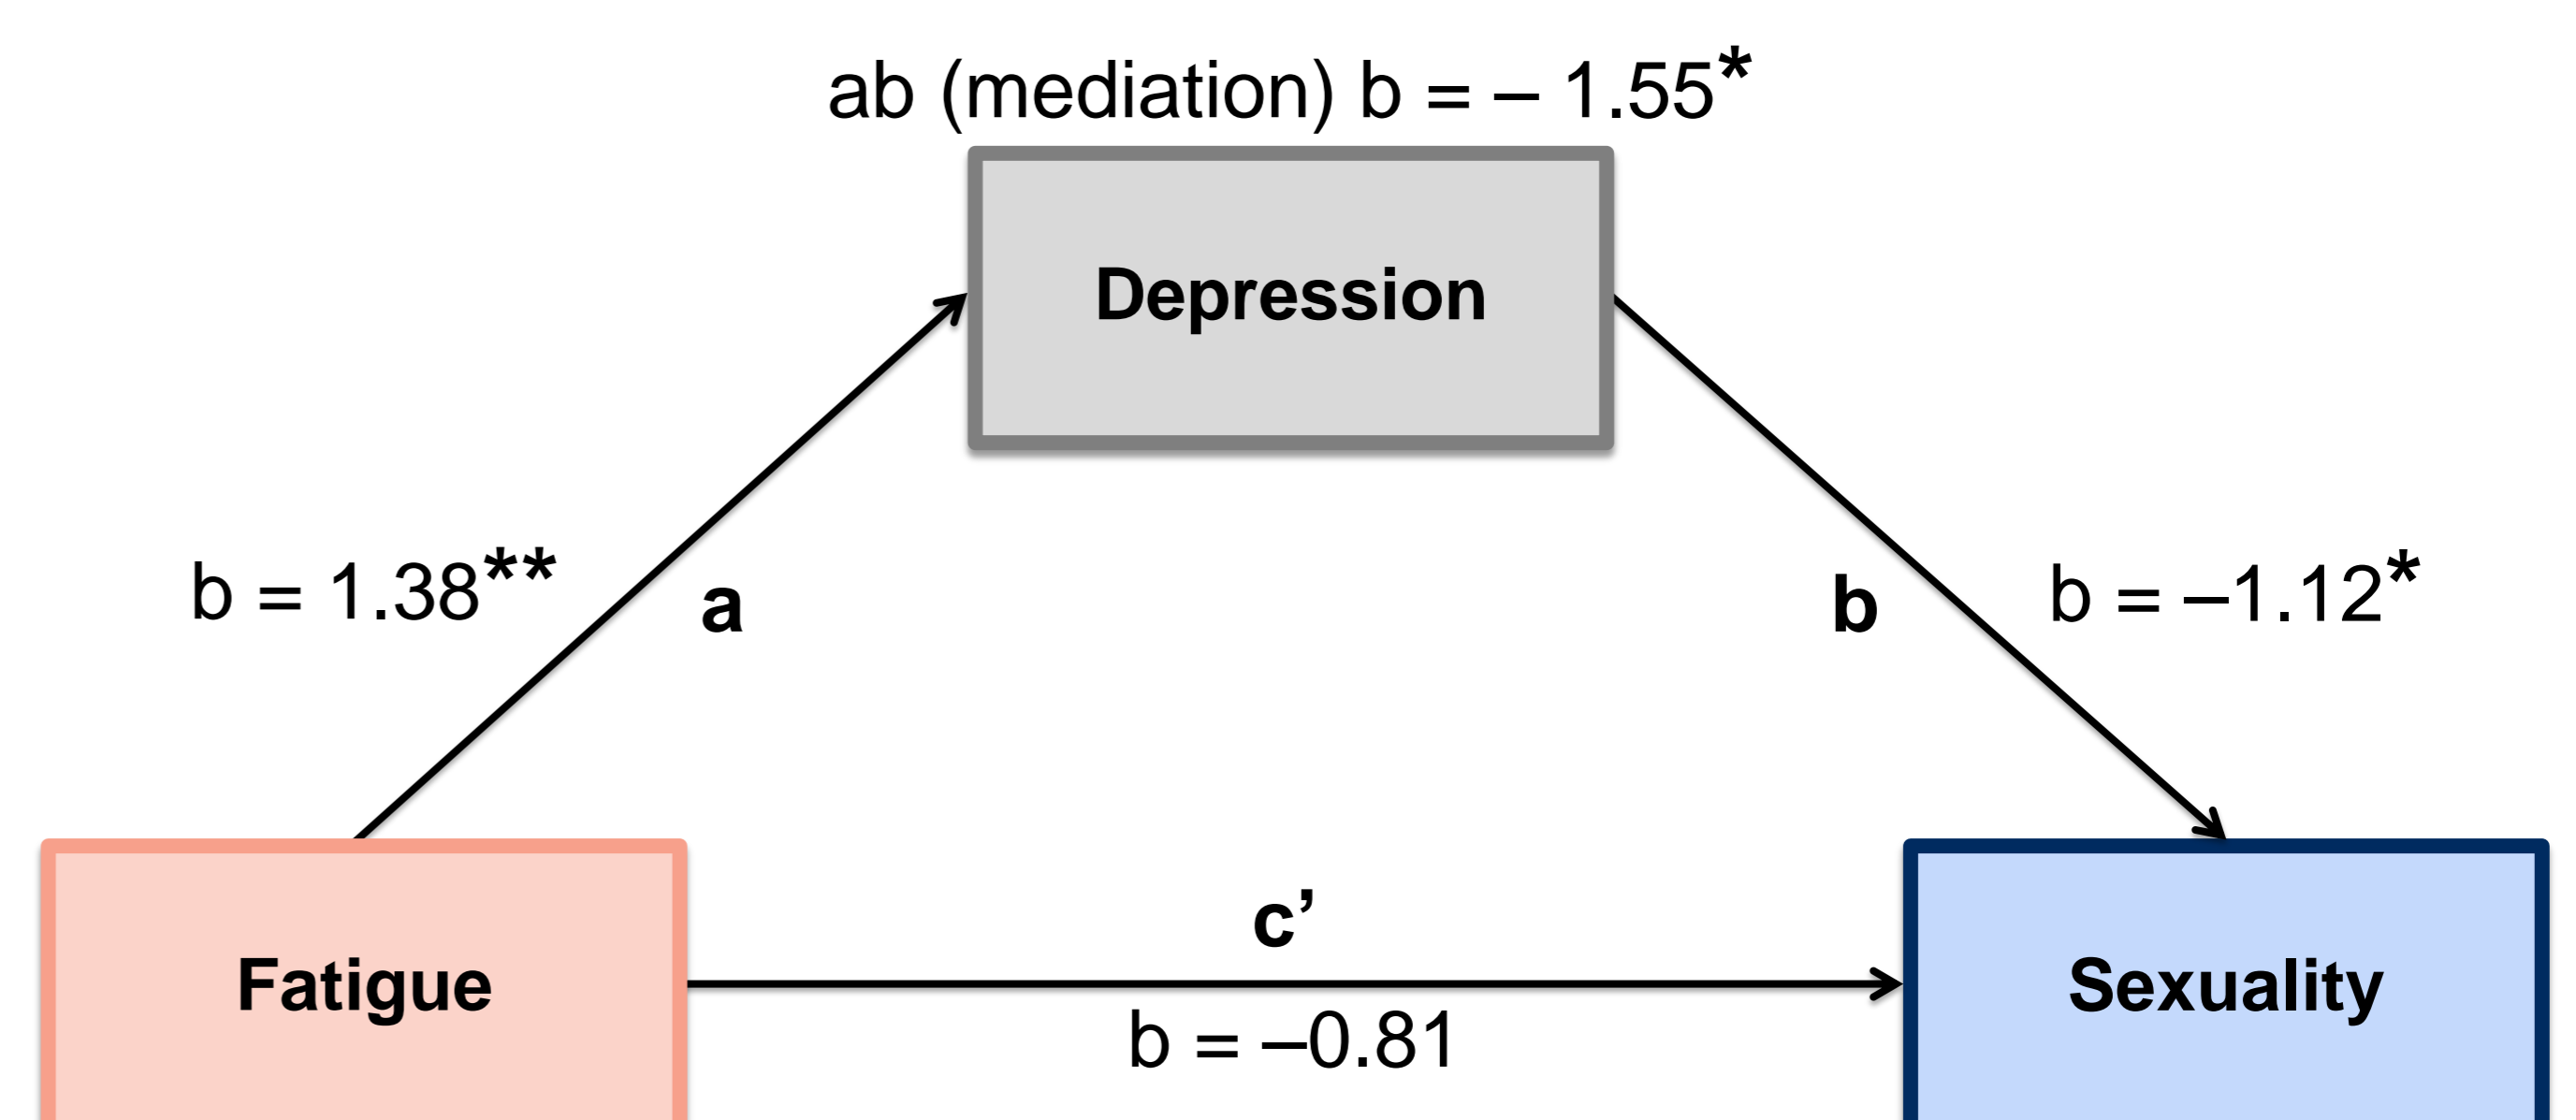 ab (mediation) b = – 1.55*
Depression
b = 1.38**
a
b
b = –1.12*
c’
Fatigue
Sexuality
b = –0.81